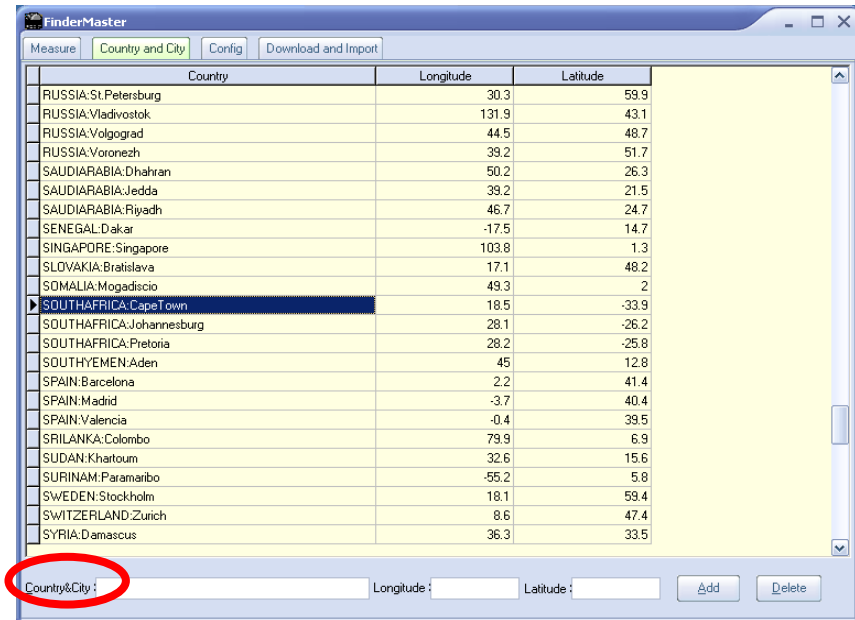 FinderMaster
Measure Country and City Config Download and Import
Country Longitude Latitude
RUSSIA:St.Petersburg 30.3 59.9
RUSSIA:Vladivostok 131.9 43.1
RUSSIA:Volgograd 44.5 48.7
RUSSIA:Voronezh 39.2 51.7
SAUDIARABIA:Dhahran 50.2 26.3
SAUDIARABIA:Jedda 39.2 21.5
SAUDIARABIA:Riyadh 46.7 24.7
SENEGAL:Dakar -17.5 14.7
SINGAPORE:Singapore 103.8 1.3
SLOVAKIA:Bratislava 17.1 48.2
SOMALIA:Mogadiscio 49.3 2
SOUTHAFRICA:CapeTown 18.5 -33.9
SOUTHAFRICA:Johannesburg 28.1 -26.2
SOUTHAFRICA:Pretoria 28.2 -25.8
SOUTHYEMEN:Aden 45 12.8
SPAIN:Barcelona 2.2 41.4
SPAIN:Madrid -3.7 40.4
SPAIN:Valencia -0.4 39.5
SRILANKA:Colombo 79.9 6.9
SUDAN:Khartoum 32.6 15.6
SURINAM:Paramaribo -55.2 5.8
SWEDEN:Stockholm 18.1 59.4
SWITZERLAND:Zurich 8.6 47.4
SYRIA:Damascus 36.3 33.5
Country&City : Longitude : Latitude : Add Delete